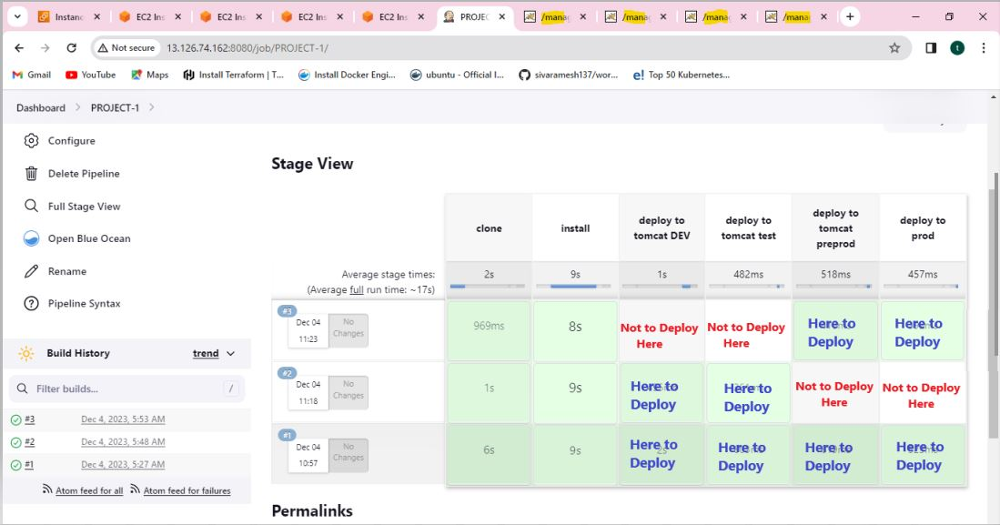 Instanc
EC2 Ins
EC2 Ins
EC2 Ins
EC2 Ins
PROJEC
/manag
/manag
/manag
/manag
Not secure
13.126.74.162:8080/job/PROJECT-1/
t
Gmail
YouTube
Maps
Install Terraform | T...
Install Docker Engi...
ubuntu - Official I...
sivaramesh137/wor...
Top 50 Kubernetes...
Dashboard
PROJECT-1
Configure
Delete Pipeline
Full Stage View
Open Blue Ocean
Rename
Pipeline Syntax
Build History
trend
Filter builds...
/
#3
Dec 4, 2023, 5:53 AM
#2
Dec 4, 2023, 5:48 AM
#1
Dec 4, 2023, 5:27 AM
Atom feed for all
Atom feed for failures
Stage View
clone
install
deploy to
tomcat DEV
deploy to
tomcat test
deploy to
tomcat
preprod
deploy to
prod
Average stage times:
(Average full run time: ~17s)
2s
9s
1s
482ms
518ms
457ms
#3
Dec 04
11:23
No
Changes
969ms
8s
Not to Deploy
Here
Not to Deploy
Here
Here to
Deploy
Here to
Deploy
#2
Dec 04
11:18
No
Changes
1s
9s
Here to
Deploy
Here to
Deploy
Not to Deploy
Here
Not to Deploy
Here
#1
Dec 04
10:57
No
Changes
6s
9s
Here to
Deploy
2s
Here to
Deploy
Here to
Deploy
Here to
Deploy
Permalinks